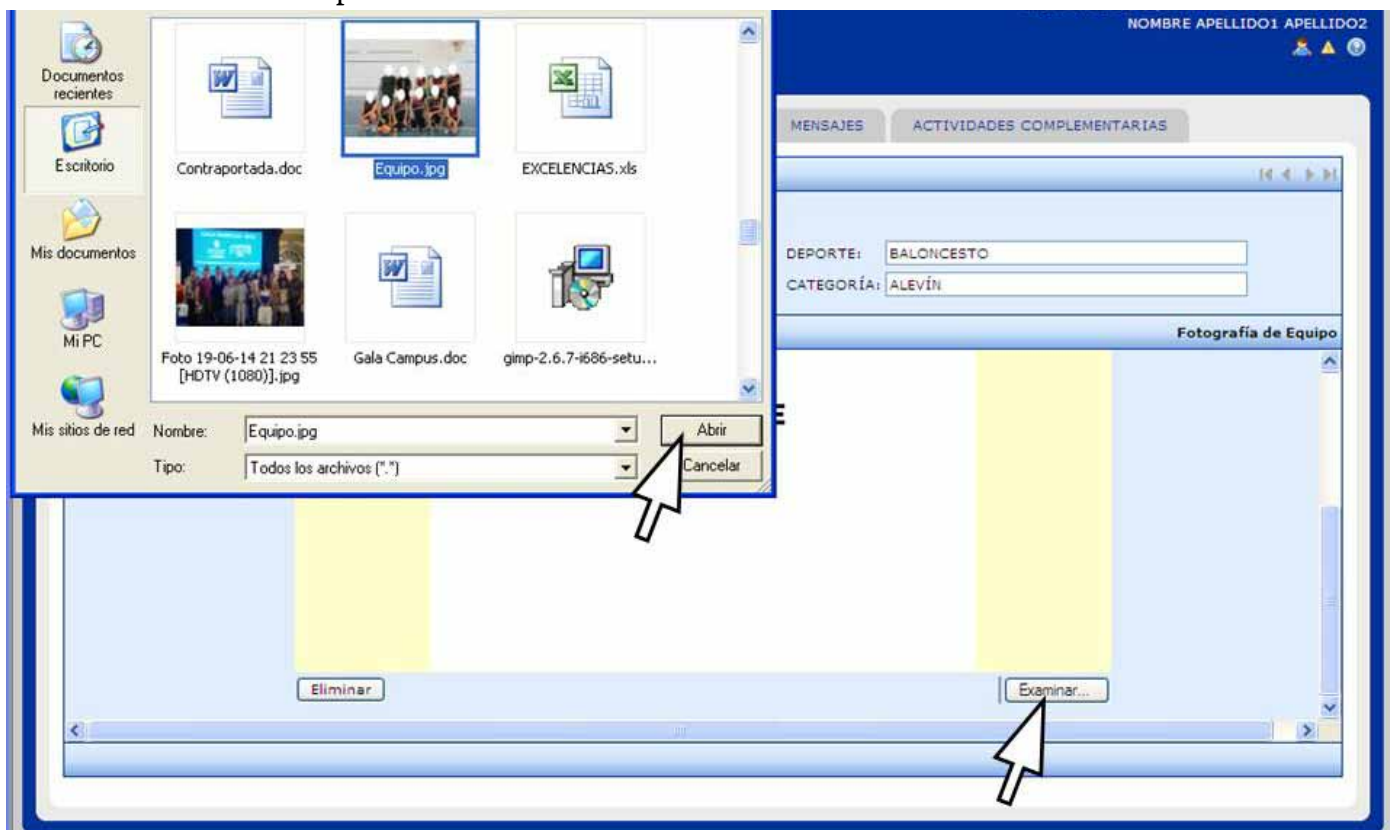 NOMBRE APELLIDO1 APELLIDO2
Documentos
recientes
Escritorio
Mis documentos
Mi PC
Mis sitios de red
Contraportada.doc
Equipo.jpg
EXCELENCIAS.xls
Foto 19-06-14 21 23 55
[HDTV (1080)].jpg
Gala Campus.doc
gimp-2.6.7-i686-setu...
Nombre:
Equipo.jpg
Abrir
Tipo:
Todos los archivos (*.*)
Cancelar
MENSAJES
ACTIVIDADES COMPLEMENTARIAS
DEPORTE:
BALONCESTO
CATEGORÍA:
ALEVÍN
Fotografía de Equipo
E
Eliminar
Examinar...